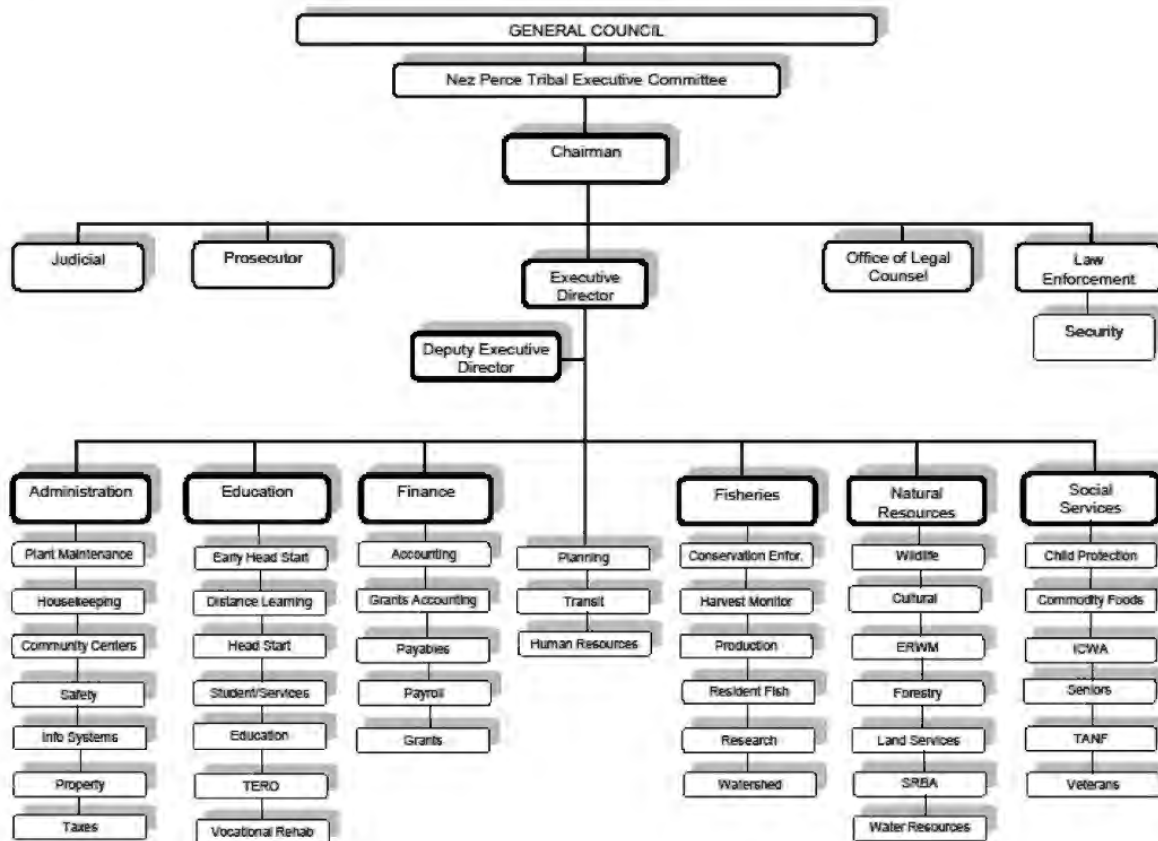 GENERAL COUNCIL
Nez Perce Tribal Executive Committee
Chairman
Judicial
Prosecutor
Executive
Director
Office of Legal
Counsel
Law
Enforcement
Security
Deputy Executive
Director
Administration
Plant Maintenance
Housekeeping
Community Centers
Safety
Info Systems
Property
Taxes
Education
Early Head Start
Distance Learning
Head Start
Student/Services
Education
TERO
Vocational Rehab
Finance
Accounting
Grants Accounting
Payables
Payroll
Grants
Planning
Transit
Human Resources
Fisheries
Conservation Enfor.
Harvest Monitor
Production
Resident Fish
Research
Watershed
Natural
Resources
Wildlife
Cultural
ERWM
Forestry
Land Services
SRBA
Water Resources
Social
Services
Child Protection
Commodity Foods
ICWA
Seniors
TANF
Veterans